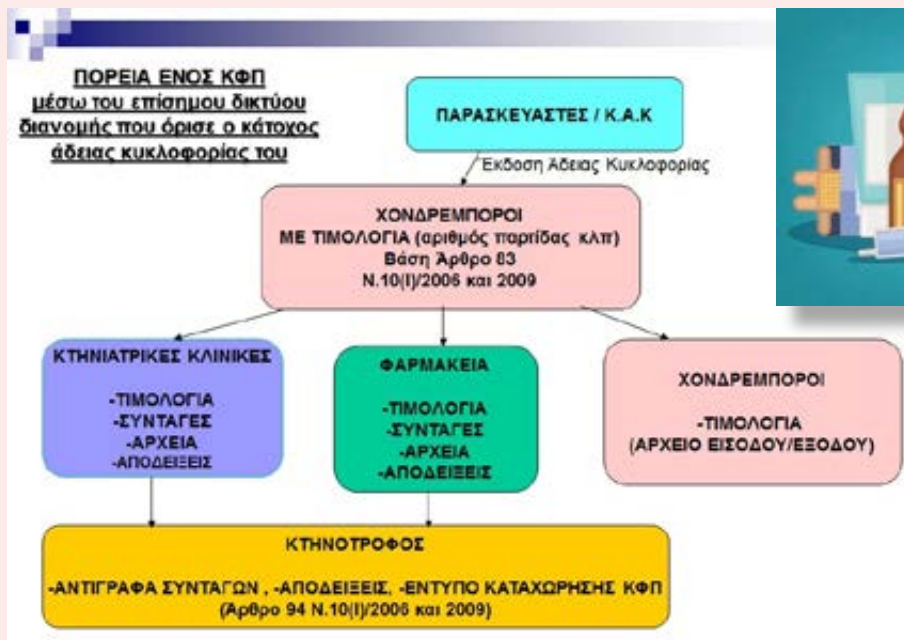 ΠΟΡΕΙΑ ΕΝΟΣ ΚΦΠ
μέσω του επίσημου δικτύου
διανομής που όρισε ο κάτοχος
άδειας κυκλοφορίας του
ΠΑΡΑΣΚΕΥΑΣΤΕΣ / Κ.Α.Κ
Έκδοση Άδειας Κυκλοφορίας
ΧΟΝΔΡΕΜΠΟΡΟΙ
ΜΕ ΤΙΜΟΛΟΓΙΑ (αριθμός παρτίδας κλπ)
Βάση Άρθρο 83
Ν.10(Ι)/2006 και 2009
ΚΤΗΝΙΑΤΡΙΚΕΣ ΚΛΙΝΙΚΕΣ
-ΤΙΜΟΛΟΓΙΑ
-ΣΥΝΤΑΓΕΣ
-ΑΡΧΕΙΑ
-ΑΠΟΔΕΙΞΕΙΣ
ΦΑΡΜΑΚΕΙΑ
-ΤΙΜΟΛΟΓΙΑ
-ΣΥΝΤΑΓΕΣ
-ΑΡΧΕΙΑ
-ΑΠΟΔΕΙΞΕΙΣ
ΧΟΝΔΡΕΜΠΟΡΟΙ
-ΤΙΜΟΛΟΓΙΑ
(ΑΡΧΕΙΟ ΕΙΣΟΔΟΥ/ΕΞΟΔΟΥ)
ΚΤΗΝΟΤΡΟΦΟΣ
-ΑΝΤΙΓΡΑΦΑ ΣΥΝΤΑΓΩΝ , -ΑΠΟΔΕΙΞΕΙΣ, -ΕΝΤΥΠΟ ΚΑΤΑΧΩΡΗΣΗΣ ΚΦΠ
(Άρθρο 94 Ν.10(Ι)/2006 και 2009)